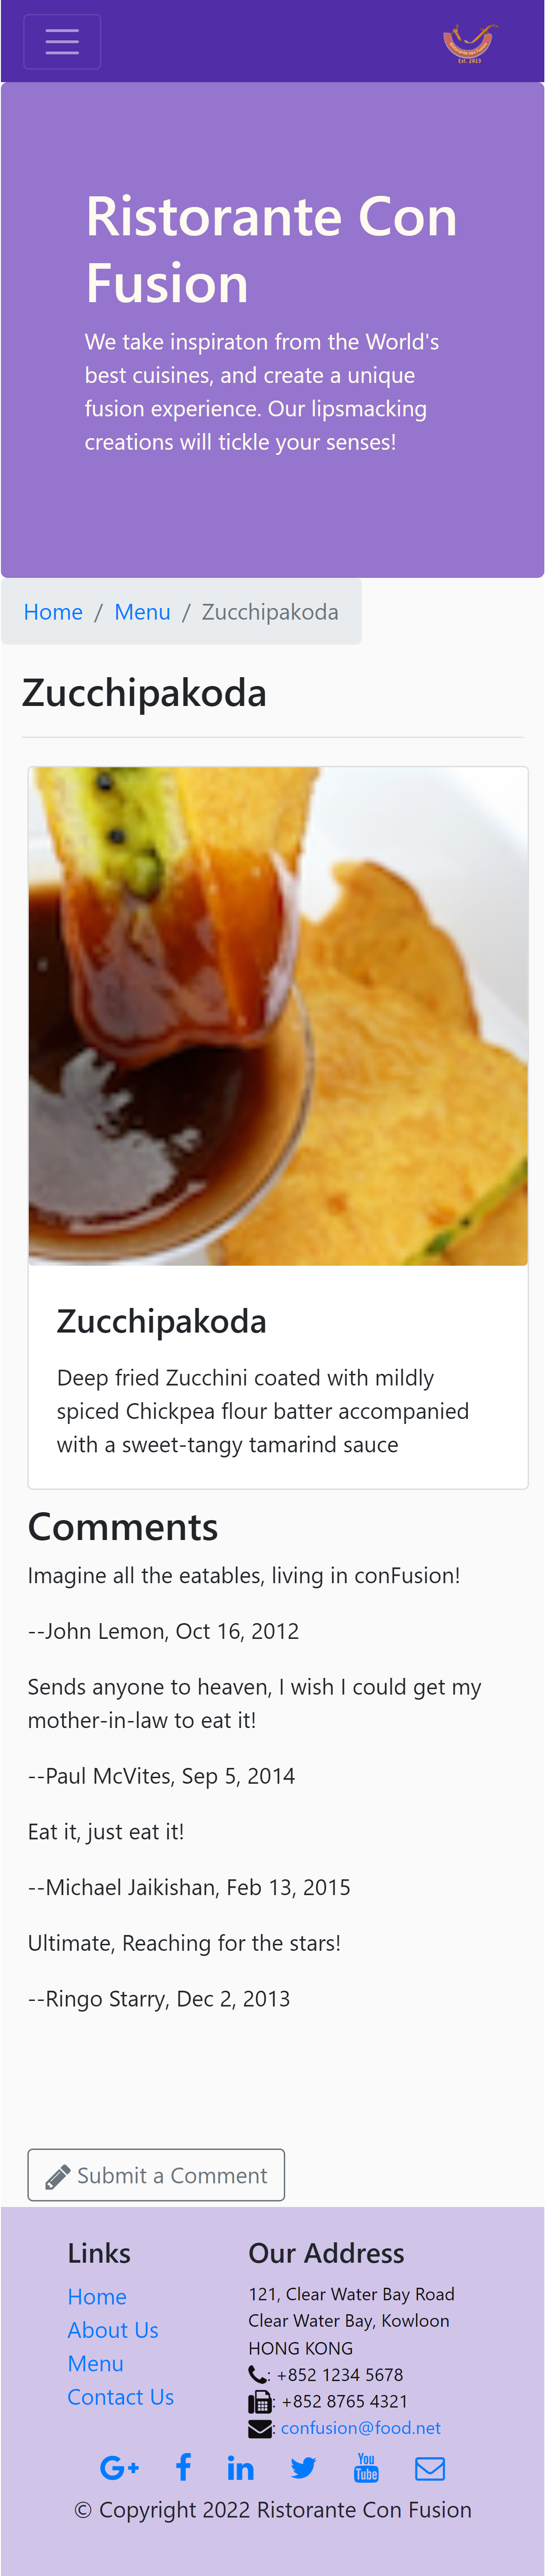 Ristorante con Fusion
Est. 2013
Ristorante Con
Fusion
We take inspiraton from the World's
best cuisines, and create a unique
fusion experience. Our lipsmacking
creations will tickle your senses!
Home / Menu / Zucchipakoda
Zucchipakoda
Zucchipakoda
Deep fried Zucchini coated with mildly
spiced Chickpea flour batter accompanied
with a sweet-tangy tamarind sauce
Comments
Imagine all the eatables, living in conFusion!
--John Lemon, Oct 16, 2012
Sends anyone to heaven, I wish I could get my
mother-in-law to eat it!
--Paul McVites, Sep 5, 2014
Eat it, just eat it!
--Michael Jaikishan, Feb 13, 2015
Ultimate, Reaching for the stars!
--Ringo Starry, Dec 2, 2013
Submit a Comment
Links
Home
About Us
Menu
Contact Us
Our Address
121, Clear Water Bay Road
Clear Water Bay, Kowloon
HONG KONG
: +852 1234 5678
: +852 8765 4321
: confusion@food.net
G+ f in You Tube
© Copyright 2022 Ristorante Con Fusion